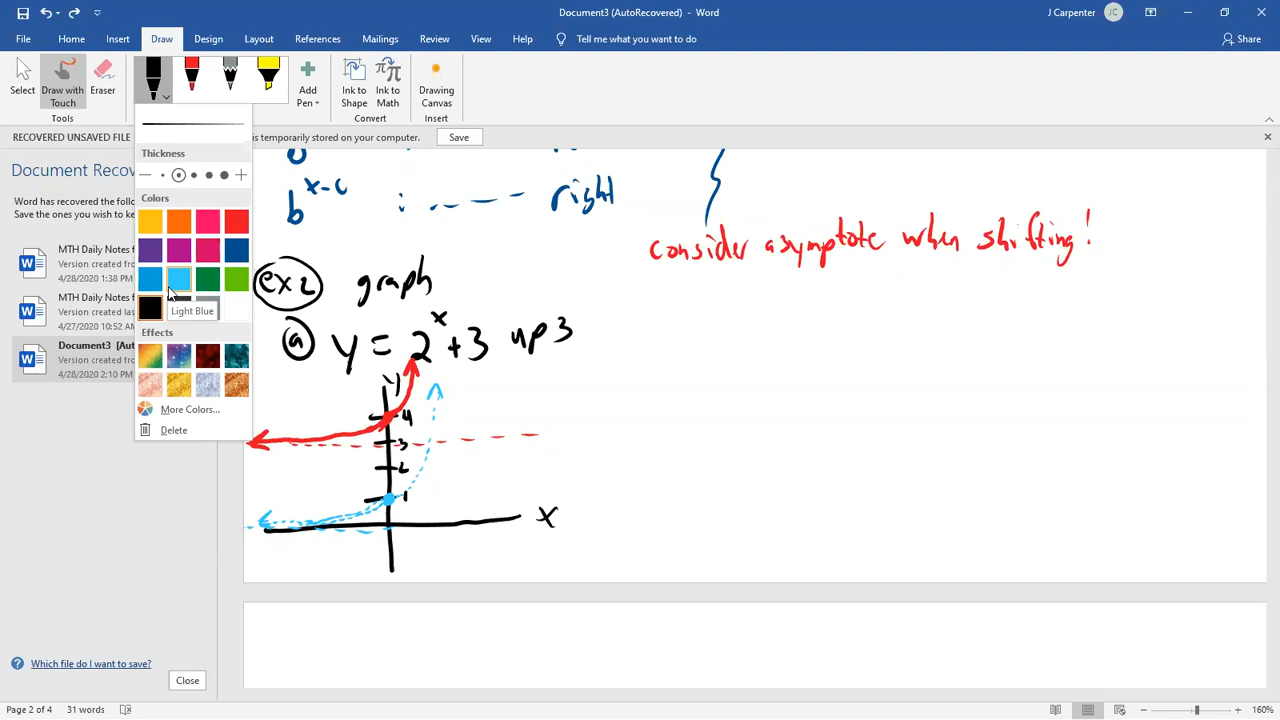 Document3 (AutoRecovered) - Word
J Carpenter
JC
File Home Insert Draw Design Layout References Mailings Review View Help Tell me what you want to do
Share
Select
Draw with Touch
Eraser
Add Pen
Ink to Shape
Ink to Math
Drawing Canvas
Tools
Convert
Insert
RECOVERED UNSAVED FILE
is temporarily stored on your computer.
Save
Thickness
Colors
Light Blue
Effects
More Colors...
Delete
Document Recov
Word has recovered the follo
Save the ones you wish to ke
MTH Daily Notes f
Version created fro
4/28/2020 1:38 PM
MTH Daily Notes f
Version created las
4/27/2020 10:52 AM
Document3 [Aut
Version created fro
4/28/2020 2:10 PM
Which file do I want to save?
Close
b^{x-c} : ----- right
consider asymptote when shifting!
ex2 graph
a y = 2^x + 3 up 3
y
4
3
2
1
x
Page 2 of 4 31 words
160%